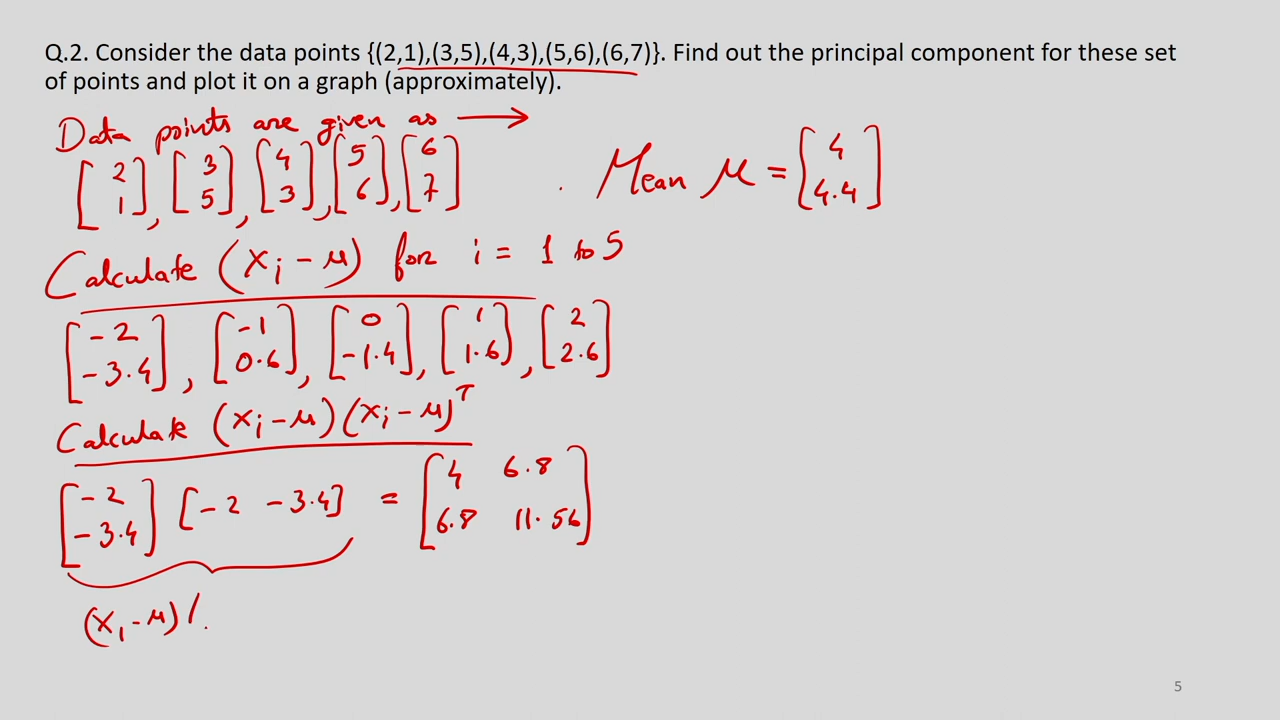 Q.2. Consider the data points {(2,1),(3,5),(4,3),(5,6),(6,7)}. Find out the principal component for these set
of points and plot it on a graph (approximately).
Data points are given as →
[2 1], [3 5], [4 3], [5 6], [6 7]
Mean μ = [4 4.4]
Calculate (xi - μ) for i = 1 to 5
[-2 -3.4], [-1 0.6], [0 -1.4], [1 1.6], [2 2.6]
Calculate (xi - μ)(xi - μ)ᵀ
[-2 -3.4] [-2 -3.4] = [4 6.8 6.8 11.56]
(x1 - μ) (
5